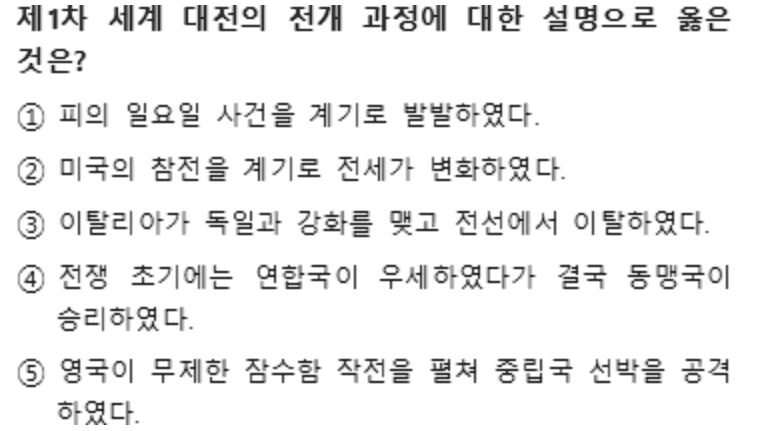 제1차 세계 대전의 전개 과정에 대한 설명으로 옳은
것은?
① 피의 일요일 사건을 계기로 발발하였다.
② 미국의 참전을 계기로 전세가 변화하였다.
③ 이탈리아가 독일과 강화를 맺고 전선에서 이탈하였다.
④ 전쟁 초기에는 연합국이 우세하였다가 결국 동맹국이
승리하였다.
⑤ 영국이 무제한 잠수함 작전을 펼쳐 중립국 선박을 공격
하였다.